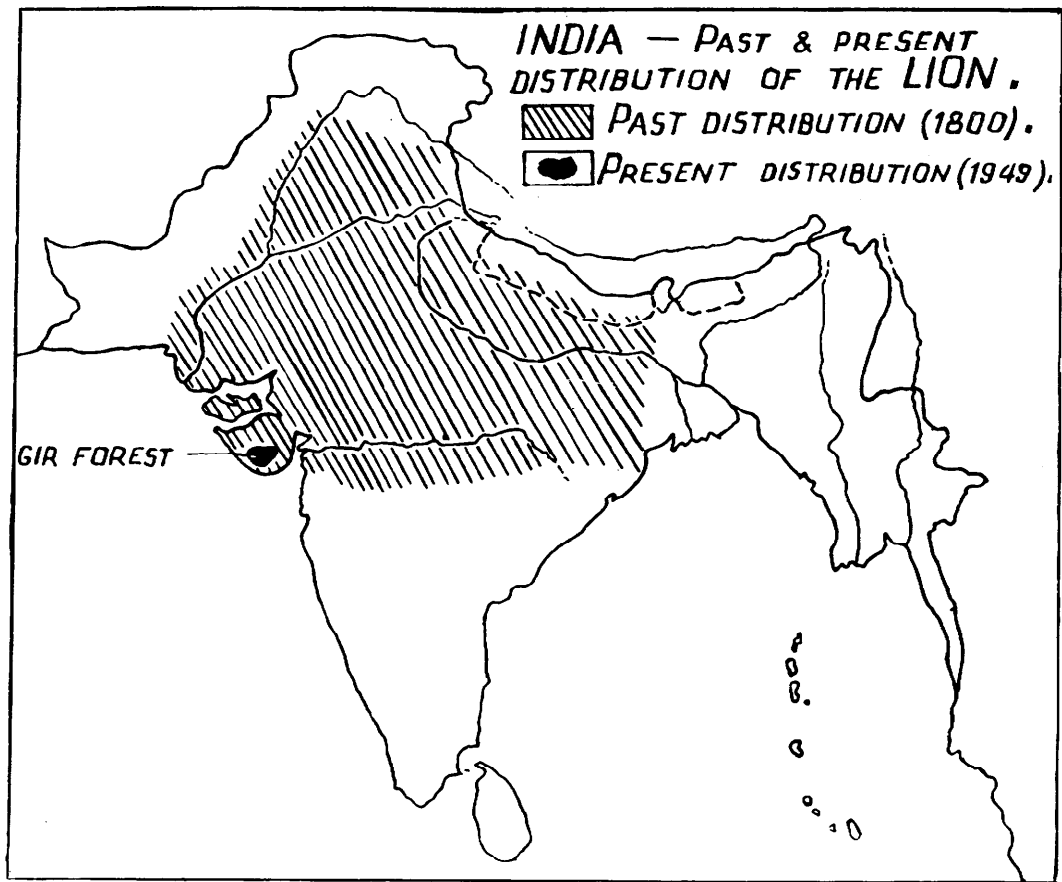 INDIA — PAST & PRESENT
DISTRIBUTION OF THE LION.
PAST DISTRIBUTION (1800).
PRESENT DISTRIBUTION (1949).
GIR FOREST